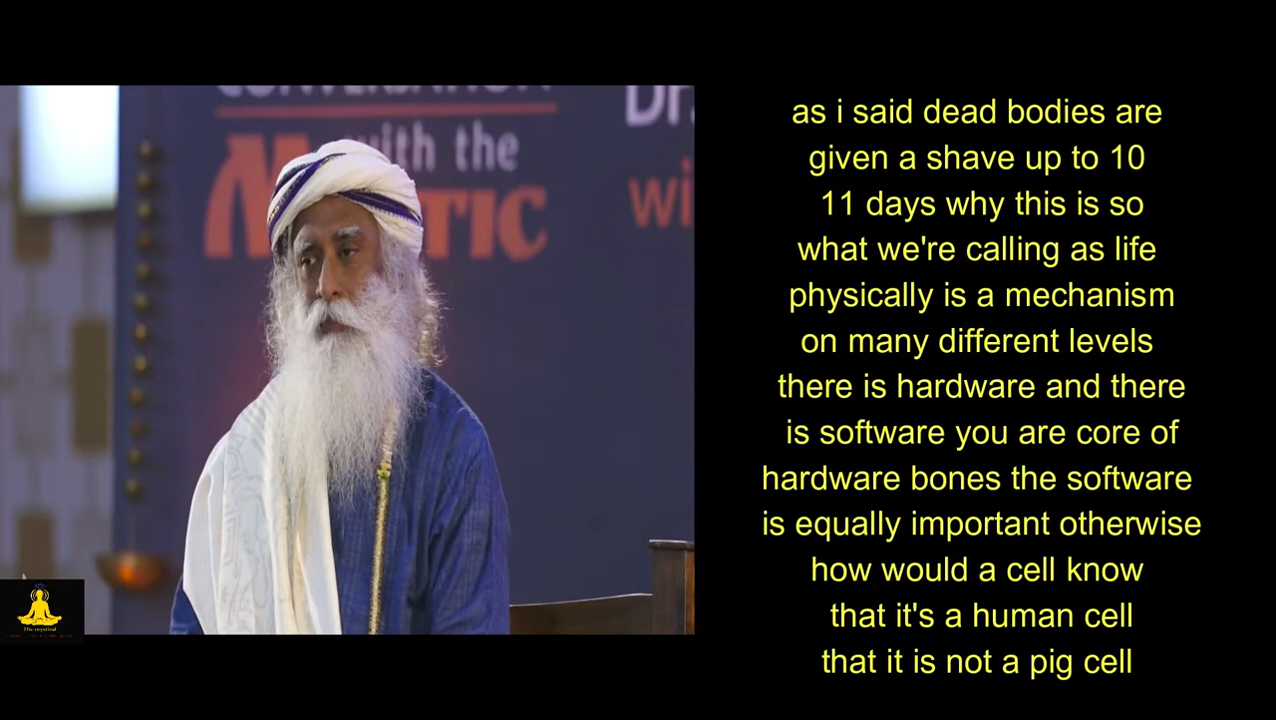 CONVERSATION
with the
Dr.
wi
as i said dead bodies are
given a shave up to 10
11 days why this is so
what we're calling as life
physically is a mechanism
on many different levels
there is hardware and there
is software you are core of
hardware bones the software
is equally important otherwise
how would a cell know
that it's a human cell
that it is not a pig cell